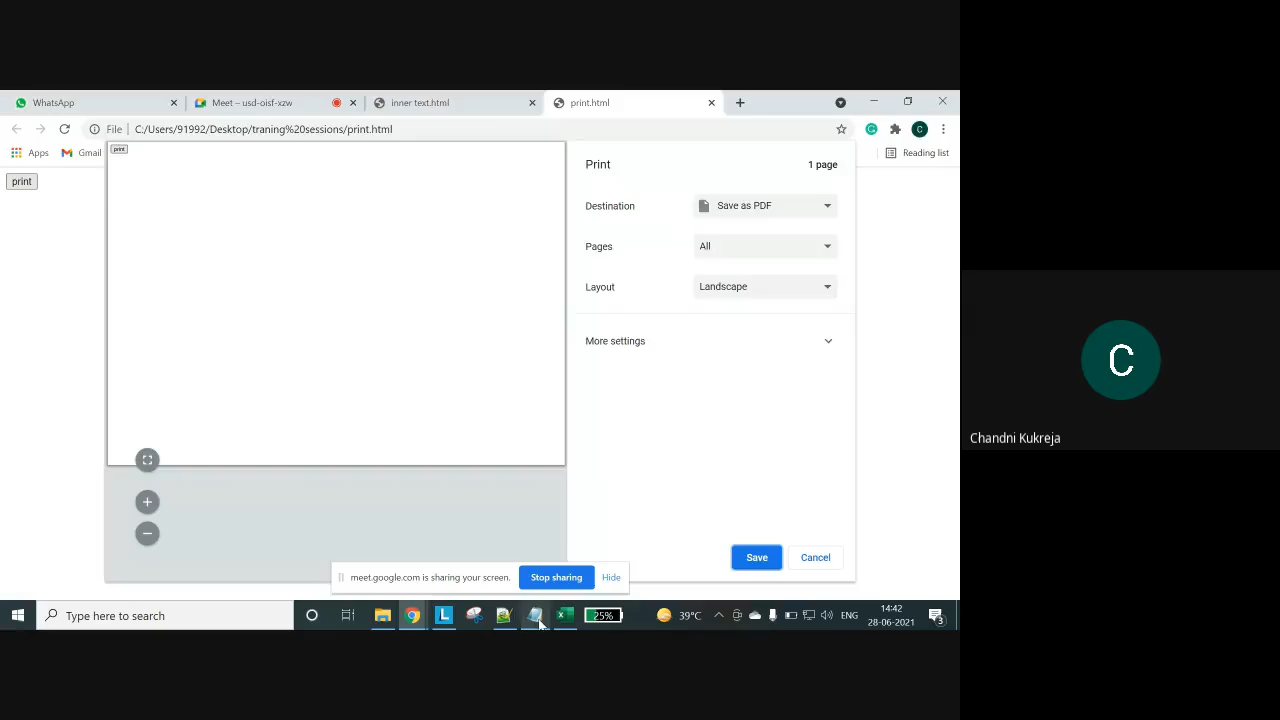 WhatsApp
Meet – usd-oisf-xzw
inner text.html
print.html
File
C:/Users/91992/Desktop/traning%20sessions/print.html
Apps
Gmail
Reading list
print
print
Print
1 page
Destination
Save as PDF
Pages
All
Layout
Landscape
More settings
Save
Cancel
meet.google.com is sharing your screen.
Stop sharing
Hide
C
Chandni Kukreja
Type here to search
L
25%
39°C
ENG
14:42
28-06-2021
3
C